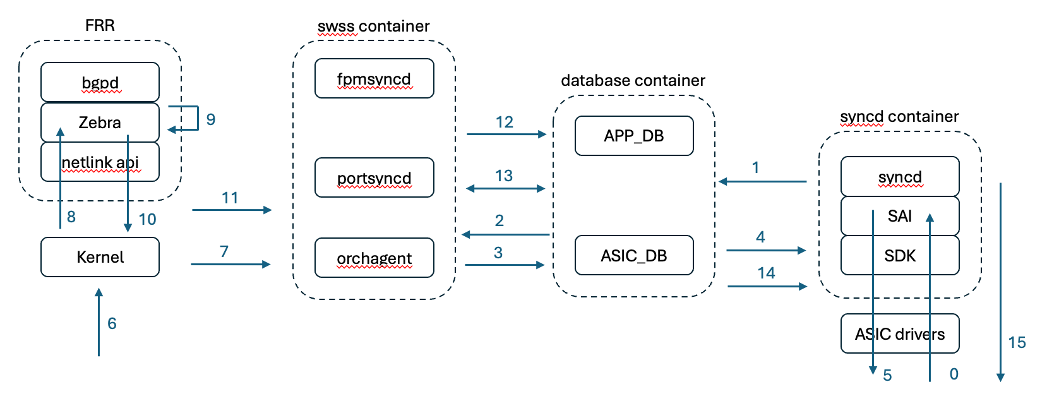 FRR
swss container
database container
syncd container
bgpd
Zebra
netlink api
Kernel
fpmsyncd
portsyncd
orchagent
APP_DB
ASIC_DB
syncd
SAI
SDK
ASIC drivers
9
8
10
11
7
6
12
13
2
3
1
4
14
5
0
15